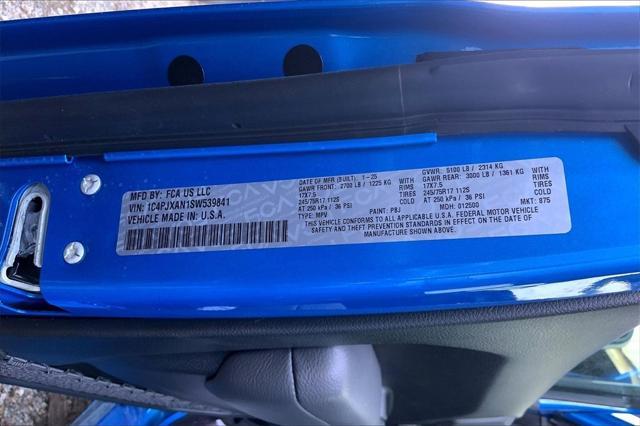 MFD BY: FCA US LLC
VIN: 1C4PJXAN1SW539841
VEHICLE MADE IN U.S.A.
DATE OF MFR (BUILT): 1-25
GAWR FRONT: 2700 LB / 1225 KG WITH
17X7.5 RIMS
245/75R17 112S TIRES
AT 250 kPa / 36 PSI COLD
GVWR: 5100 LB / 2314 KG
GAWR REAR: 3000 LB / 1361 KG WITH
17X7.5 RIMS
245/75R17 112S TIRES
AT 250 kPa / 36 PSI COLD
TYPE: MPV PAINT: PBJ MDH: 012500 MKT: 875
THIS VEHICLE CONFORMS TO ALL APPLICABLE U.S.A. FEDERAL MOTOR VEHICLE
SAFETY AND THEFT PREVENTION STANDARDS IN EFFECT ON THE DATE OF
MANUFACTURE SHOWN ABOVE.